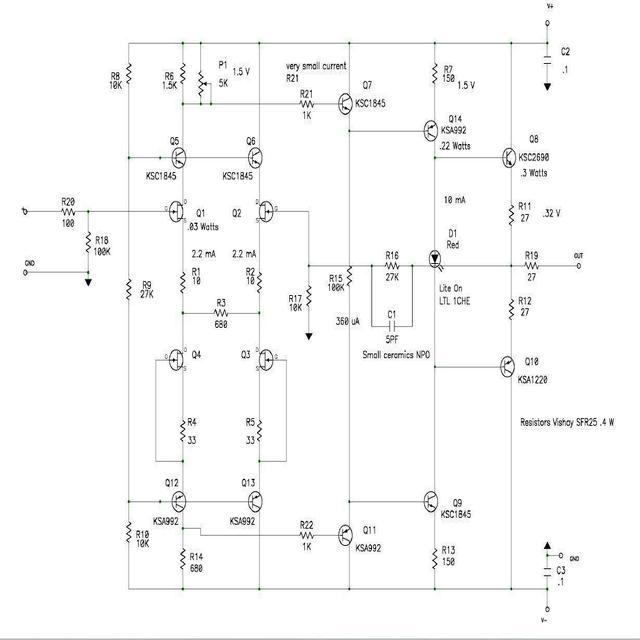 V+
C2
.1
R8
10K
R6
1.5K
P1
5K
1.5 V
very small current
R21
R21
1K
Q7
KSC1845
R7
150
1.5 V
Q14
KSA992
.22 Watts
Q8
KSC2690
.3 Watts
Q5
KSC1845
Q6
KSC1845
R20
100
R18
100K
GND
D
G
S
Q1
.03 Watts
Q2
D
G
S
2.2 mA
2.2 mA
10 mA
R11
27
.32 V
D1
Red
R19
27
OUT
R9
27K
R1
10
R2
10
R3
680
R17
10K
R15
100K
R16
27K
360 uA
C1
5PF
Small ceramics NPO
Lite On
LTL 1CHE
R12
27
D
G
S
Q4
Q3
D
G
S
Q10
KSA1220
R4
33
R5
33
Resistors Vishay SFR25 .4 W
Q12
KSA992
Q13
KSA992
Q9
KSC1845
R10
10K
R14
680
R22
1K
Q11
KSA992
R13
150
GND
C3
.1
V-